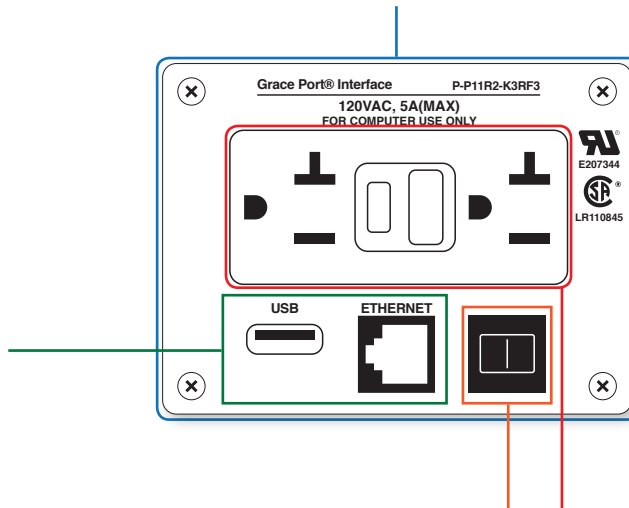 Grace Port® Interface P-P11R2-K3RF3
120VAC, 5A(MAX)
FOR COMPUTER USE ONLY
E207344
LR110845
USB ETHERNET